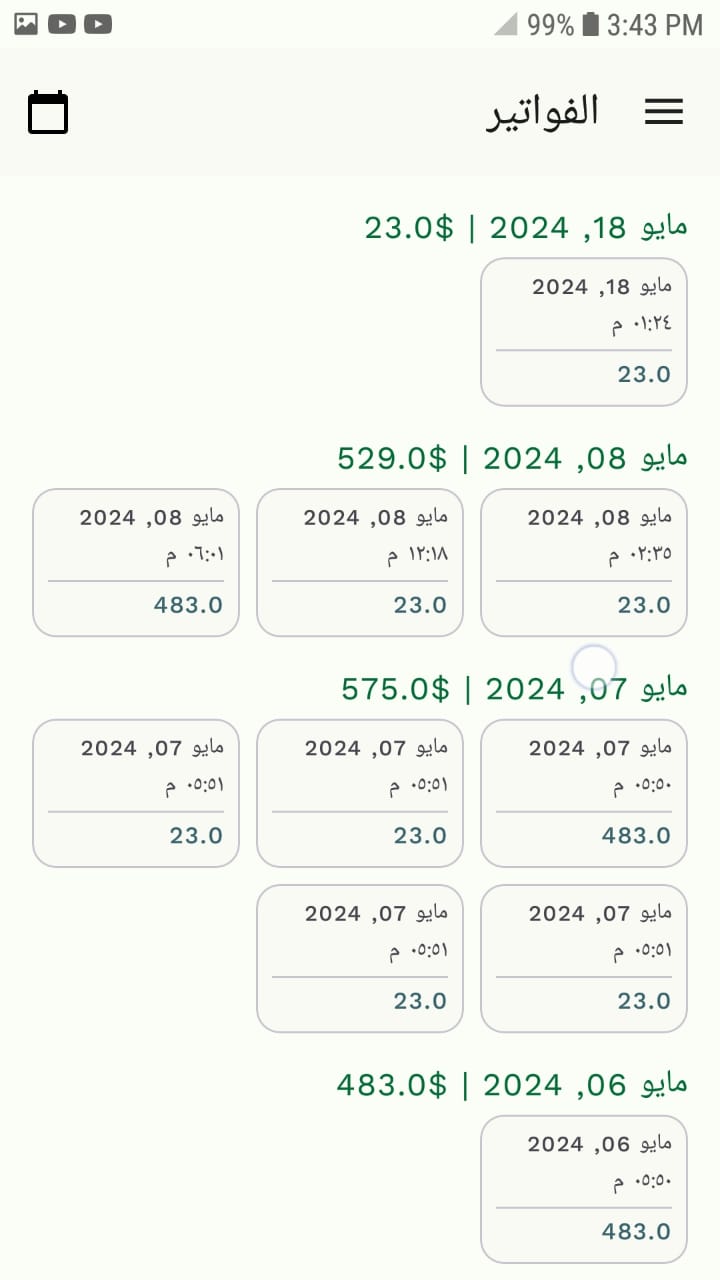 99% 3:43 PM
الفواتير
مايو 18, 2024 | 23.0$
مايو 18, 2024
٠١:٢٤ م
23.0
مايو 08, 2024 | 529.0$
مايو 08, 2024
٠٢:٣٥ م
23.0
مايو 08, 2024
١٢:١٨ م
23.0
مايو 08, 2024
٠٦:٠١ م
483.0
مايو 07, 2024 | 575.0$
مايو 07, 2024
٠٥:٥٠ م
483.0
مايو 07, 2024
٠٥:٥١ م
23.0
مايو 07, 2024
٠٥:٥١ م
23.0
مايو 07, 2024
٠٥:٥١ م
23.0
مايو 07, 2024
٠٥:٥١ م
23.0
مايو 06, 2024 | 483.0$
مايو 06, 2024
٠٥:٥٠ م
483.0